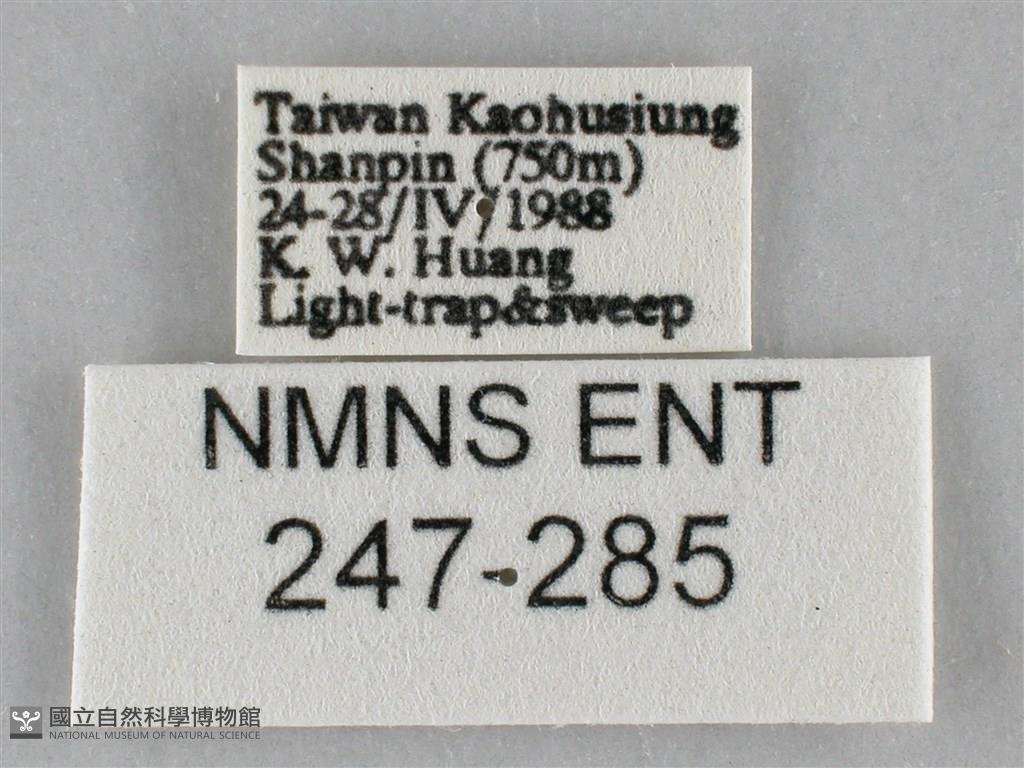 Taiwan Kaohusiung
Shanpin (750m)
24-28/IV/1988
K. W. Huang
Light-trap&sweep
NMNS ENT
247-285
國立自然科學博物館
NATIONAL MUSEUM OF NATURAL SCIENCE